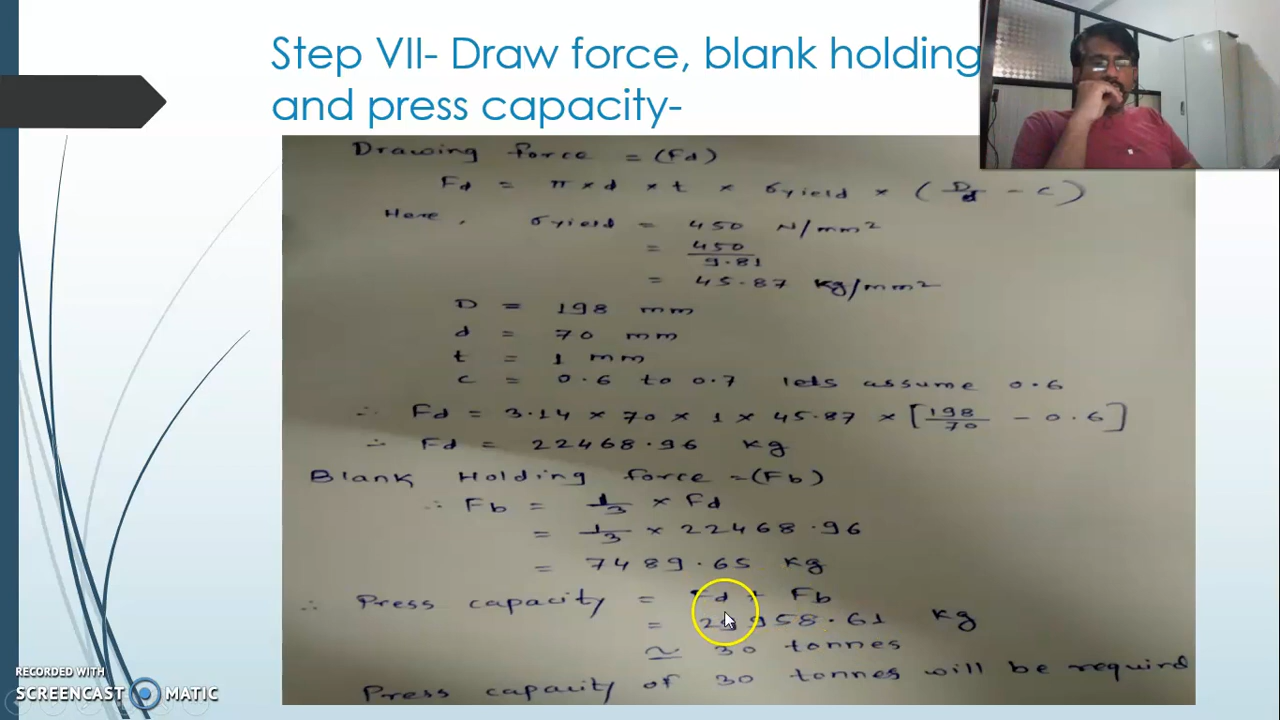 Step VII- Draw force, blank holding
and press capacity-
Drawing force = (Fd)
Fd = π × d × t × σyield × ( D/d - C )
Here, σyield = 450 N/mm²
= 450/9.81
= 45.87 kg/mm²
D = 198 mm
d = 70 mm
t = 1 mm
C = 0.6 to 0.7 lets assume 0.6
∴ Fd = 3.14 × 70 × 1 × 45.87 × [198/70 - 0.6]
∴ Fd = 22468.96 kg
Blank Holding force =(Fb)
∴ Fb = 1/3 × Fd
= 1/3 × 22468.96
= 7489.65 kg
∴ Press capacity = Fd + Fb
= 29958.61 kg
≃ 30 tonnes
Press capacity of 30 tonnes will be requird
RECORDED WITH
SCREENCAST MATIC